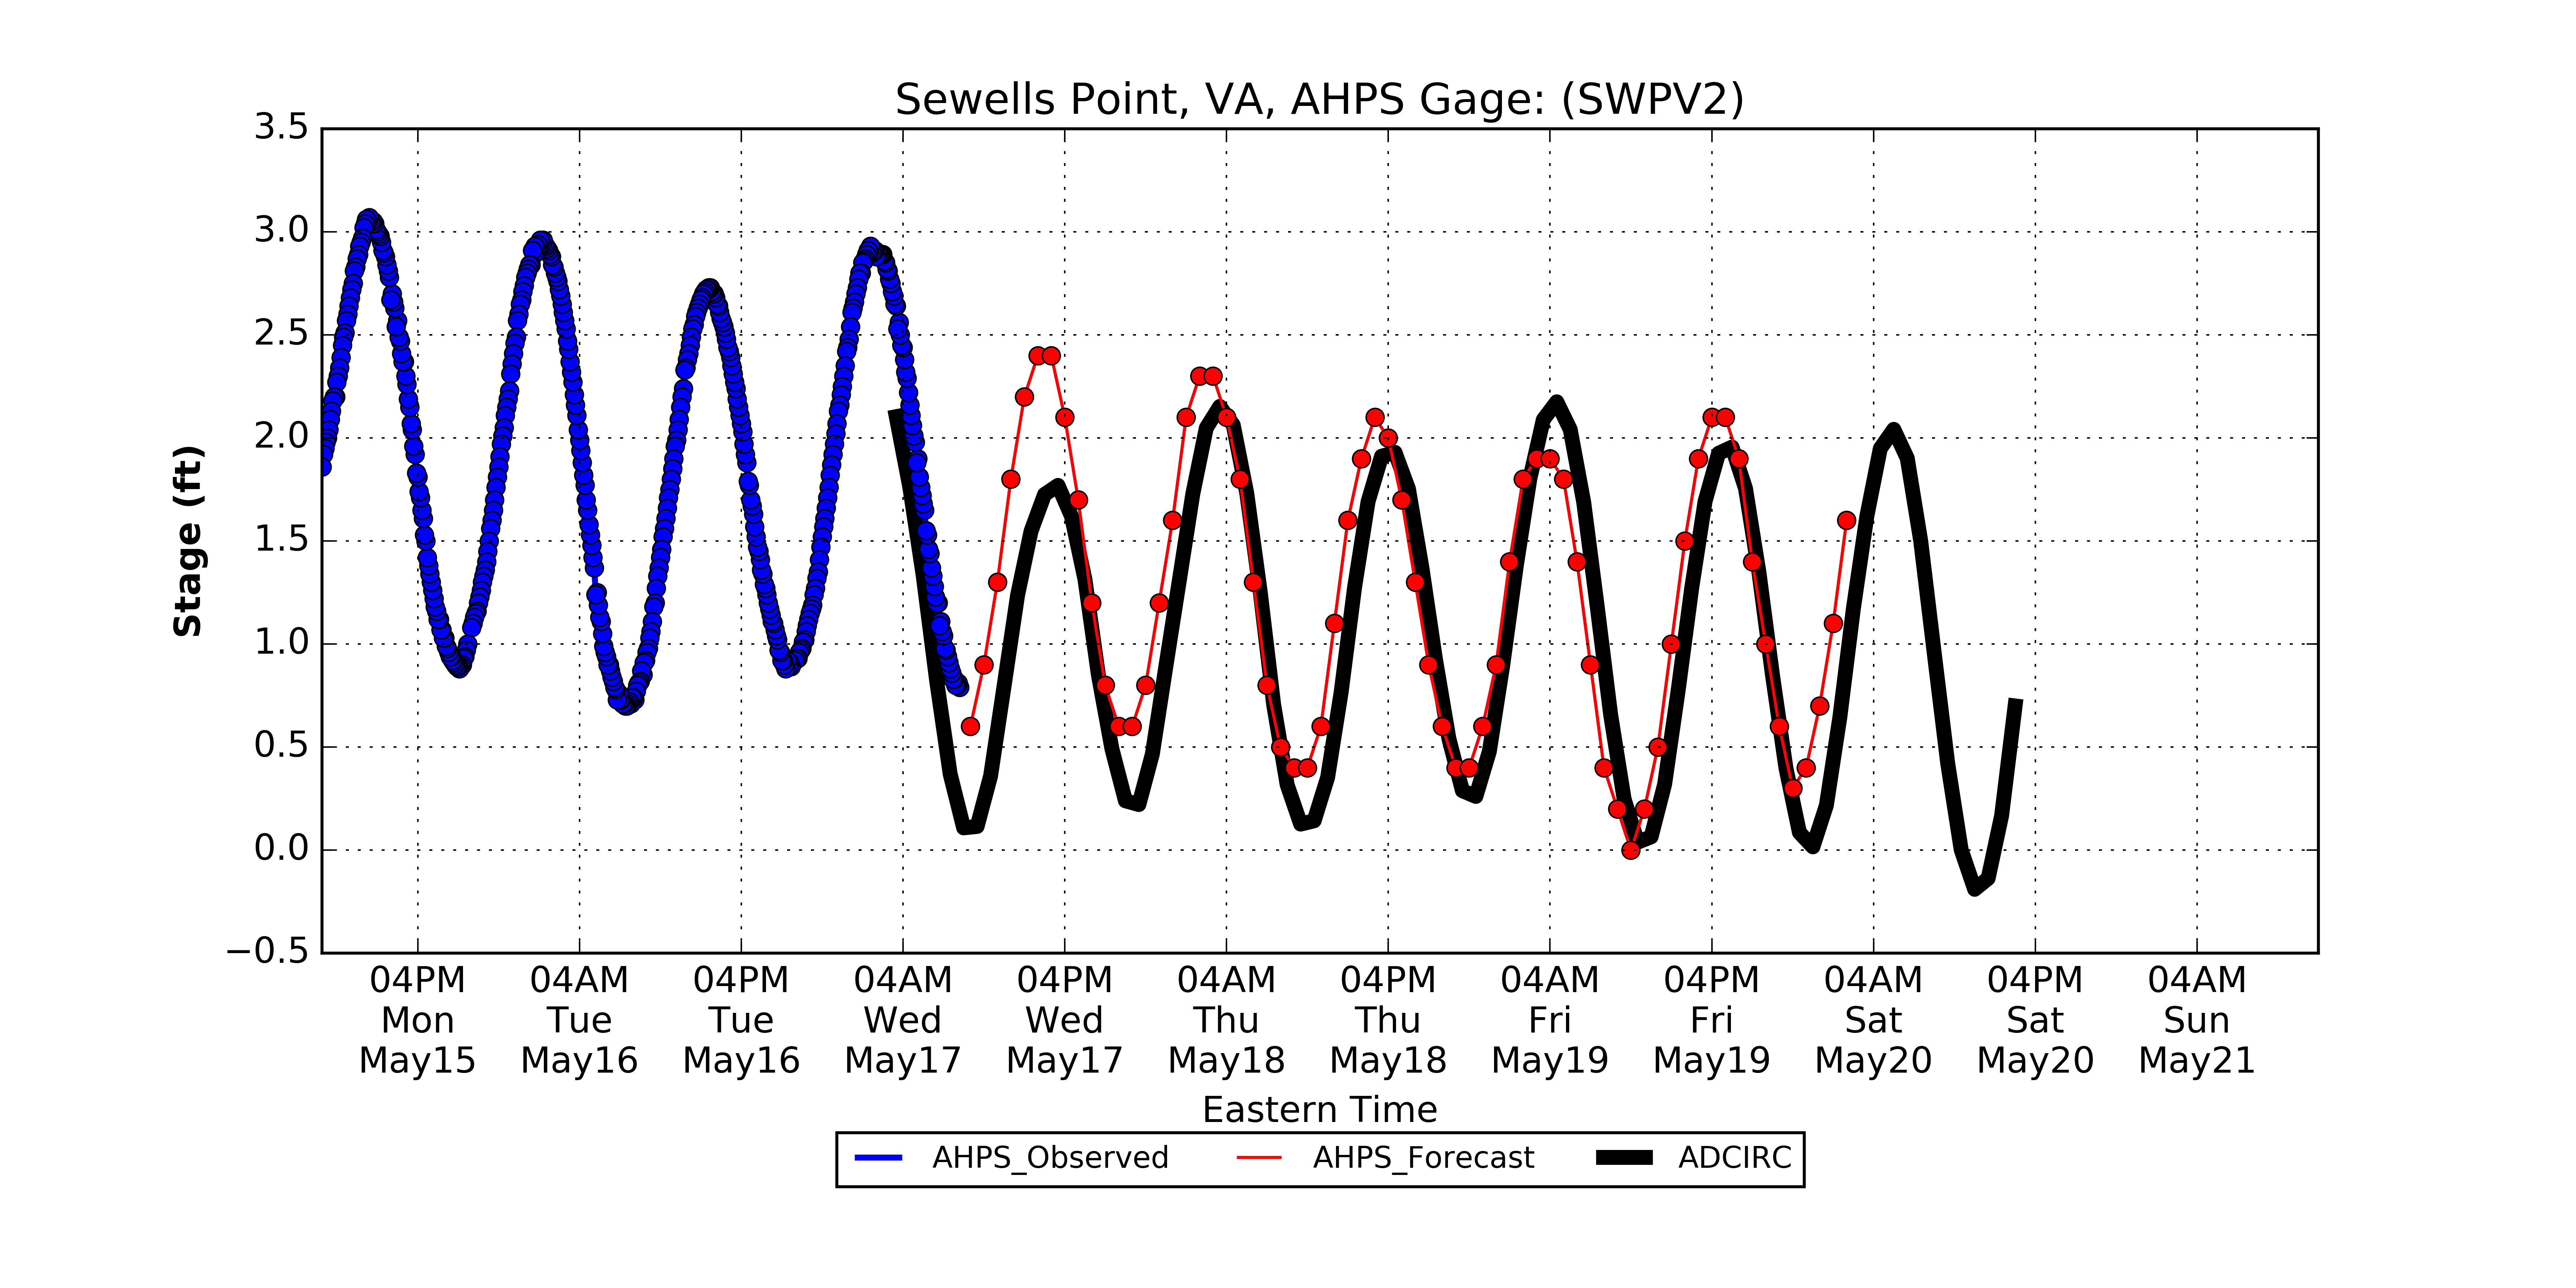 Sewells Point, VA, AHPS Gage: (SWPV2)
3.5
3.0
2.5
2.0
1.5
1.0
0.5
0.0
−0.5
Stage (ft)
04PM 04AM 04PM 04AM 04PM 04AM 04PM 04AM 04PM 04AM 04PM 04AM
Mon Tue Tue Wed Wed Thu Thu Fri Fri Sat Sat Sun
May15 May16 May16 May17 May17 May18 May18 May19 May19 May20 May20 May21
Eastern Time
AHPS_Observed AHPS_Forecast ADCIRC